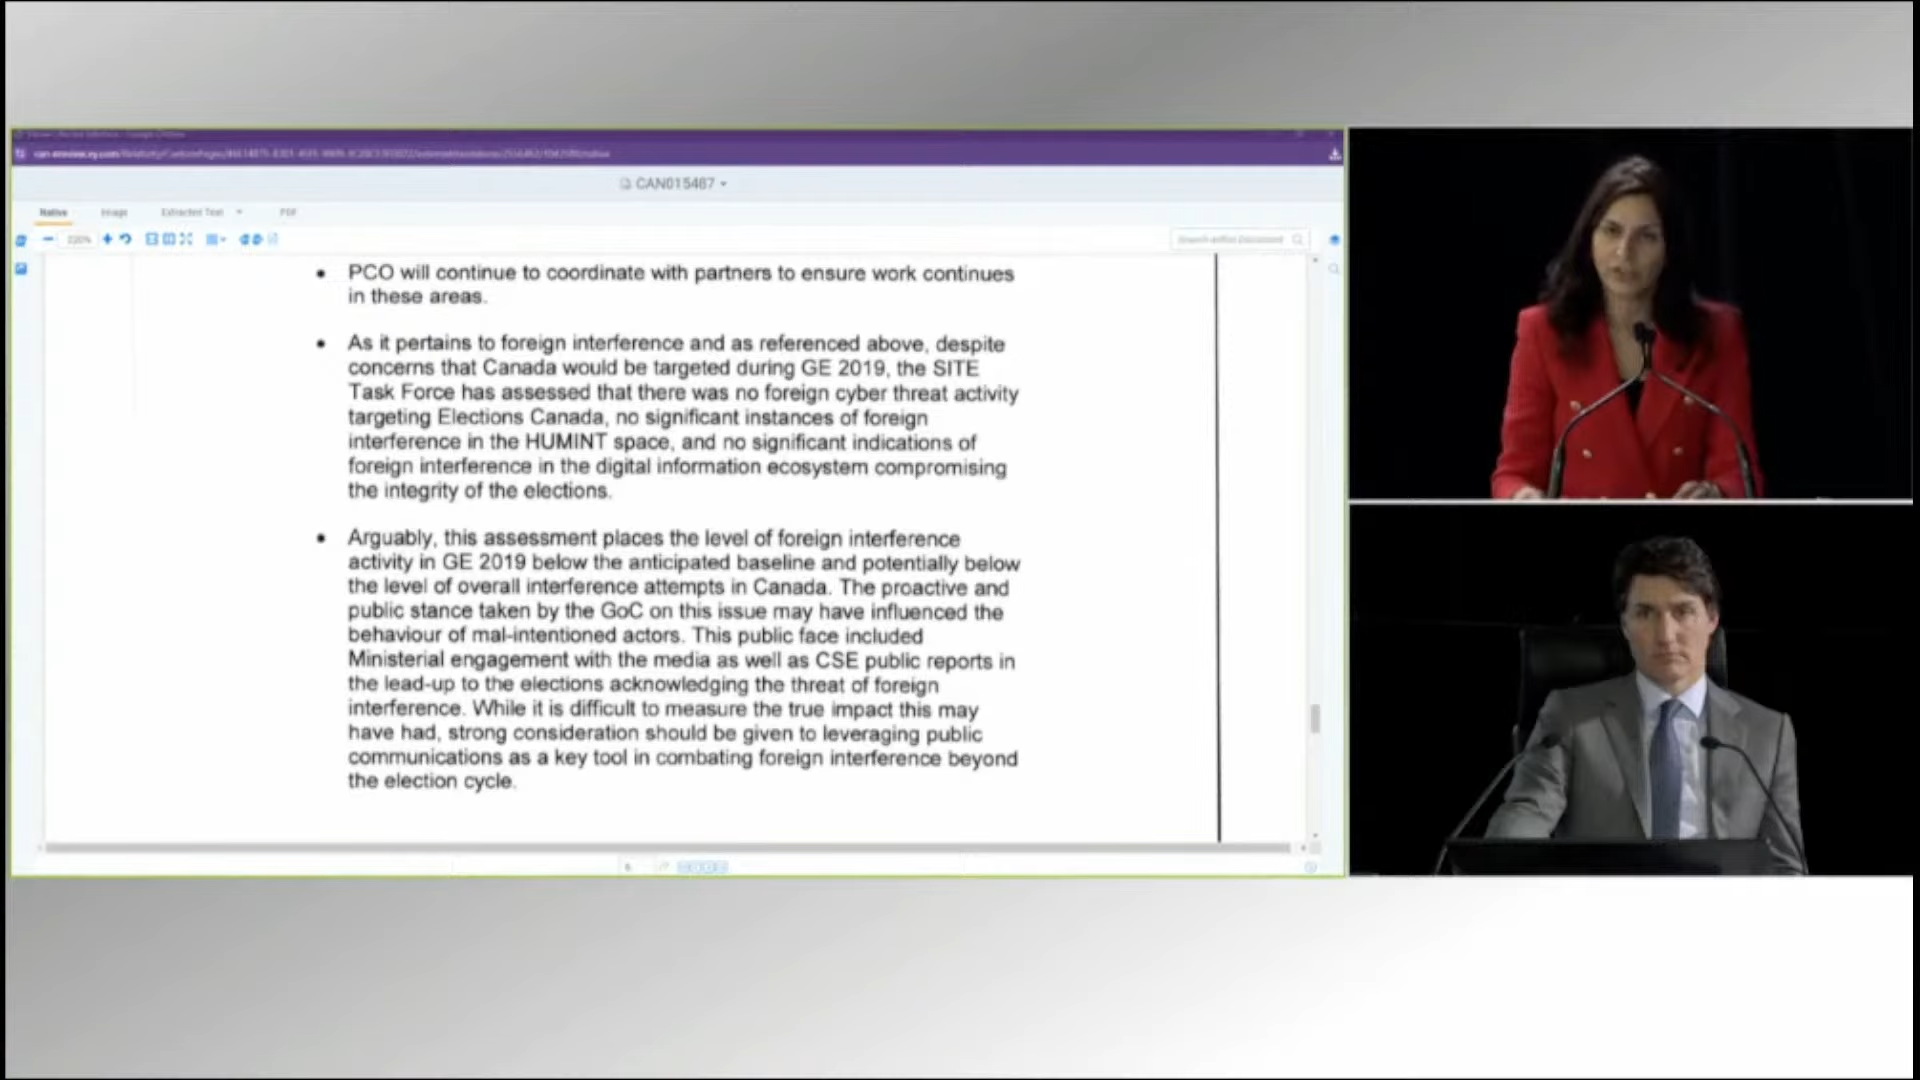 CAN015487
Native Image Extracted Text PDF
220%
Search within Document
• PCO will continue to coordinate with partners to ensure work continues
in these areas.
• As it pertains to foreign interference and as referenced above, despite
concerns that Canada would be targeted during GE 2019, the SITE
Task Force has assessed that there was no foreign cyber threat activity
targeting Elections Canada, no significant instances of foreign
interference in the HUMINT space, and no significant indications of
foreign interference in the digital information ecosystem compromising
the integrity of the elections.
• Arguably, this assessment places the level of foreign interference
activity in GE 2019 below the anticipated baseline and potentially below
the level of overall interference attempts in Canada. The proactive and
public stance taken by the GoC on this issue may have influenced the
behaviour of mal-intentioned actors. This public face included
Ministerial engagement with the media as well as CSE public reports in
the lead-up to the elections acknowledging the threat of foreign
interference. While it is difficult to measure the true impact this may
have had, strong consideration should be given to leveraging public
communications as a key tool in combating foreign interference beyond
the election cycle.
6